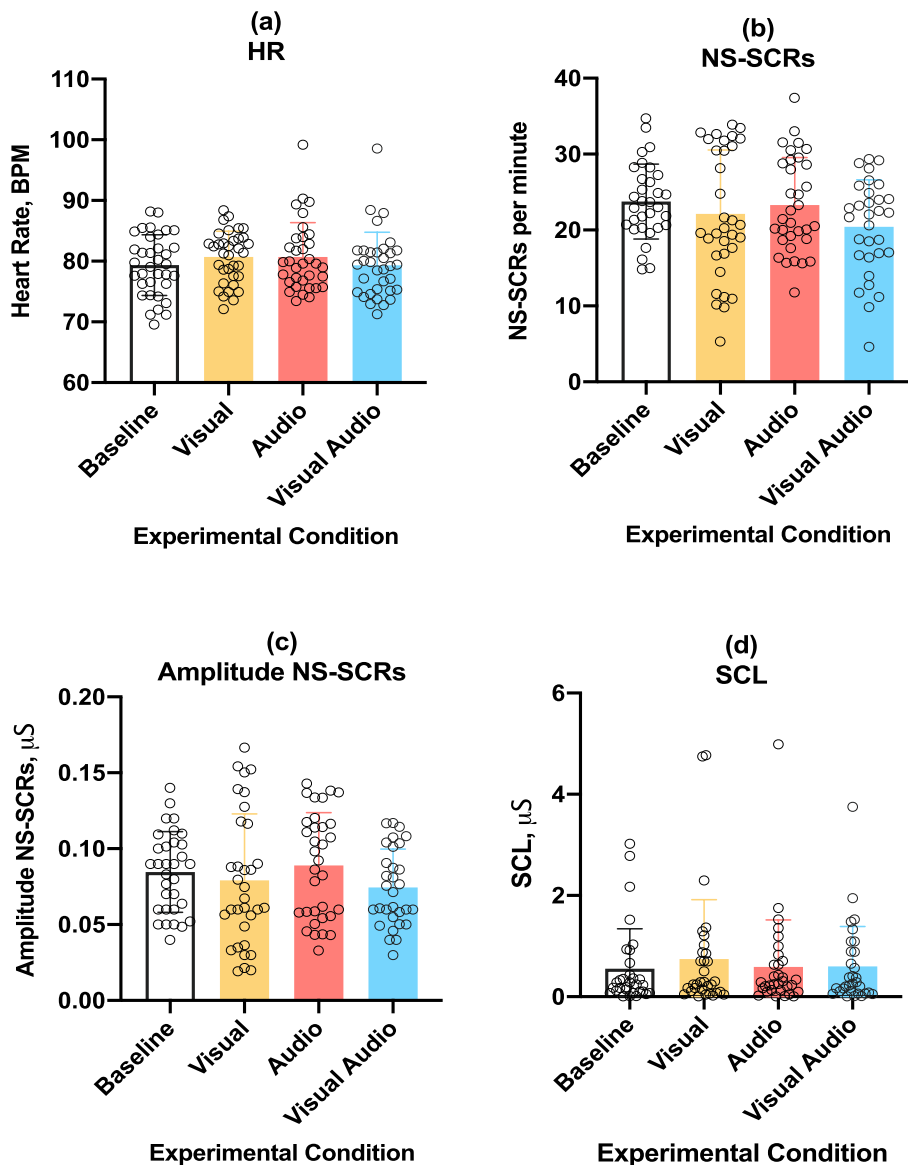 (a)
HR
Heart Rate, BPM
110
100
90
80
70
60
Baseline
Visual
Audio
Visual Audio
Experimental Condition
(b)
NS-SCRs
NS-SCRs per minute
40
30
20
10
0
Baseline
Visual
Audio
Visual Audio
Experimental Condition
(c)
Amplitude NS-SCRs
Amplitude NS-SCRs, μS
0.20
0.15
0.10
0.05
0.00
Baseline
Visual
Audio
Visual Audio
Experimental Condition
(d)
SCL
SCL, μS
6
4
2
0
Baseline
Visual
Audio
Visual Audio
Experimental Condition